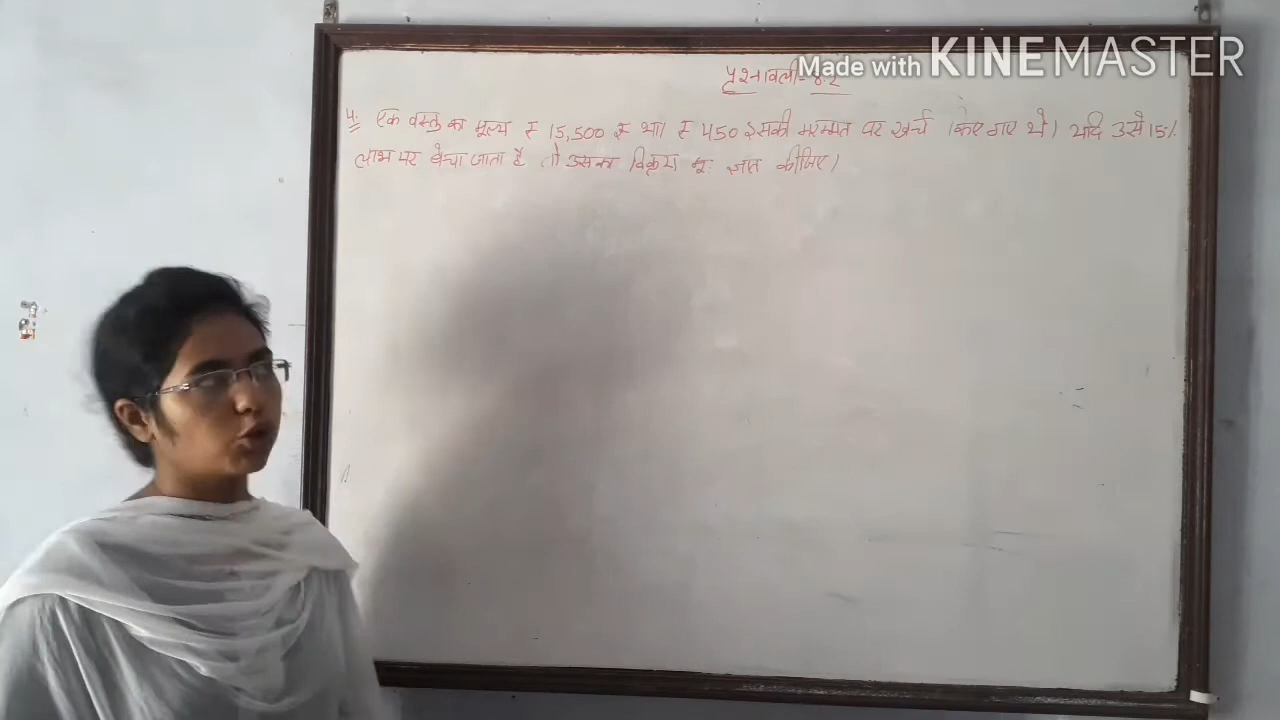 Made with KINEMASTER
प्रश्नावली-8.2
4. एक वस्तु का मूल्य ₹ 15,500 रू था। ₹ 450 इसकी मरम्मत पर खर्च किए गए थे। यदि उसे 15%
लाभ पर बेचा जाता है तो उसका विक्रय मू. ज्ञात कीजिए।